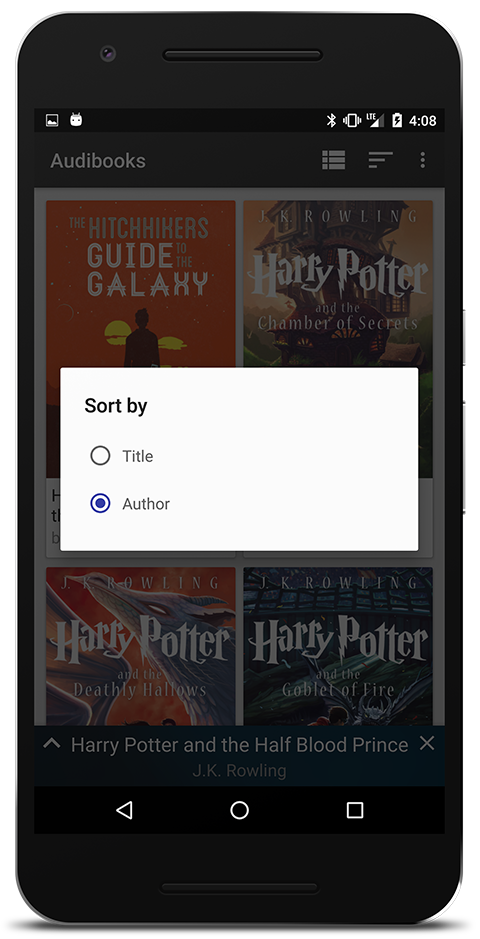 LTE 4:08
Audibooks
THE HITCHHIKERS
GUIDE TO THE
GALAXY
J. K. ROWLING
Harry Potter
and the
Chamber of Secrets
Sort by
Title
Author
J. K. ROWLING
Harry Potter
and the
Deathly Hallows
J. K. ROWLING
Harry Potter
and the
Goblet of Fire
Harry Potter and the Half Blood Prince
J.K. Rowling